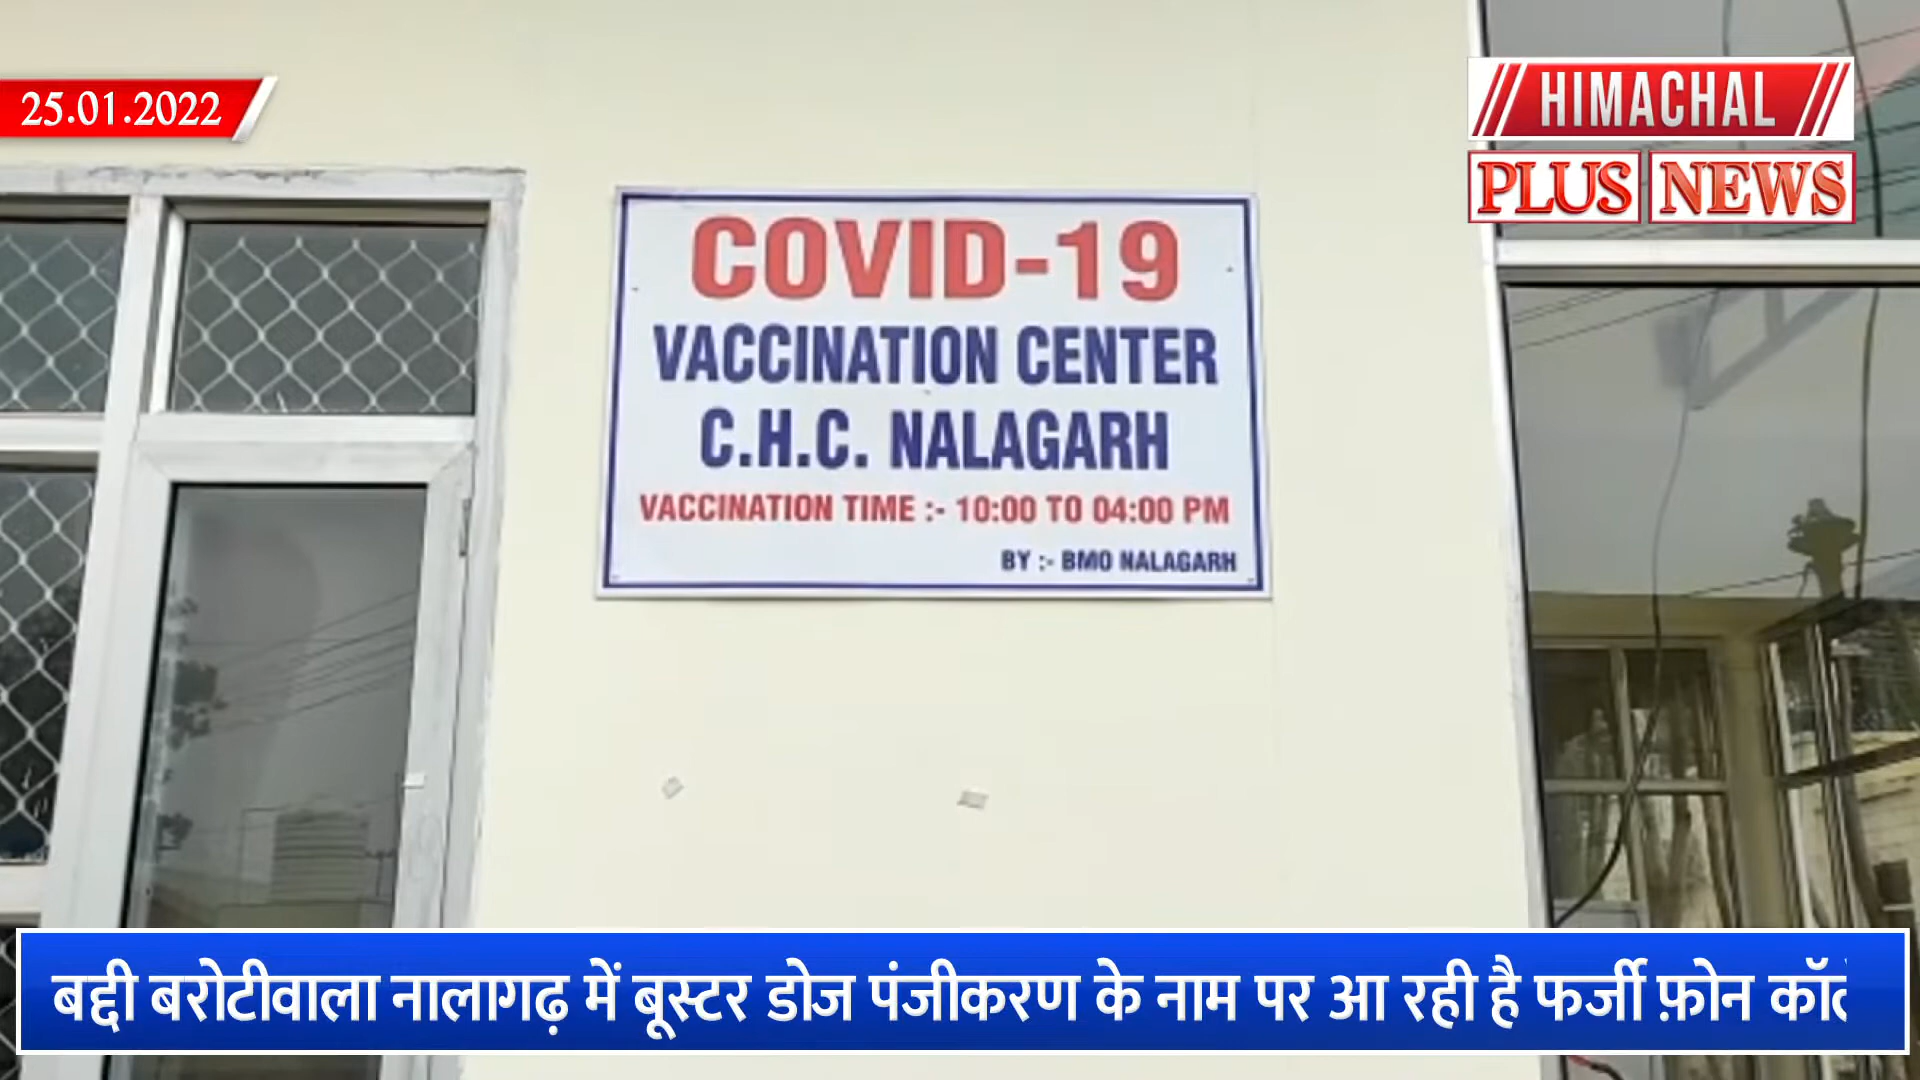 25.01.2022
HIMACHAL
PLUS NEWS
COVID-19
VACCINATION CENTER
C.H.C. NALAGARH
VACCINATION TIME :- 10:00 TO 04:00 PM
BY :- BMO NALAGARH
बद्दी बरोटीवाला नालागढ़ में बूस्टर डोज पंजीकरण के नाम पर आ रही है फर्जी फ़ोन